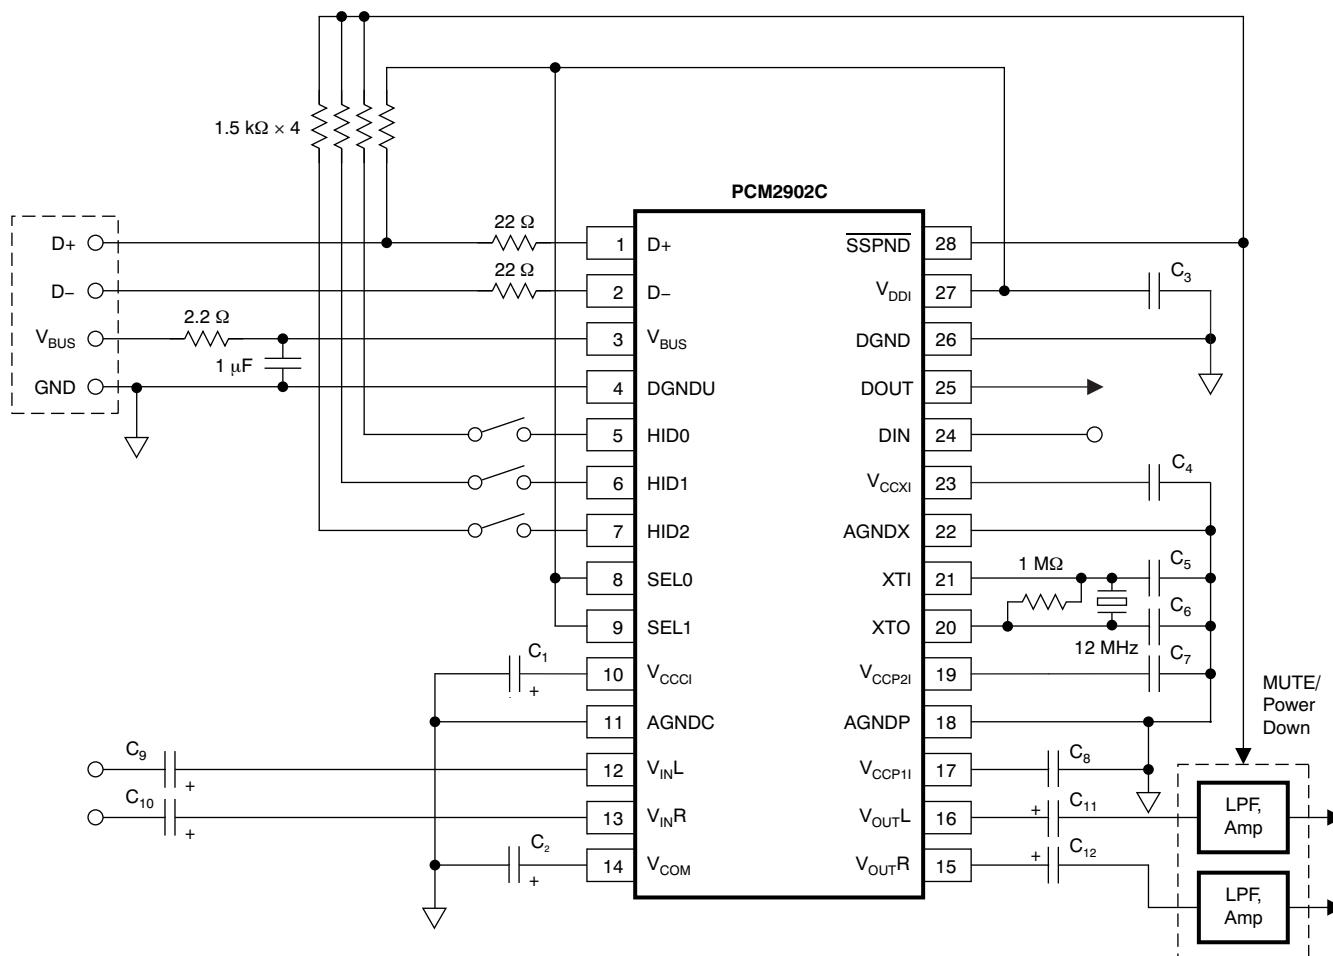 1.5 kΩ × 4
PCM2902C
D+
22 Ω
1
D+
SSPND
28
C3
D−
22 Ω
2
D−
VDDI
27
VBUS
2.2 Ω
1 μF
3
VBUS
DGND
26
GND
4
DGNDU
DOUT
25
5
HID0
DIN
24
6
HID1
VCCXI
23
C4
7
HID2
AGNDX
22
8
SEL0
XTI
21
1 MΩ
C5
9
SEL1
XTO
20
12 MHz
C6
C1
+
10
VCCCI
VCCP2I
19
C7
11
AGNDC
AGNDP
18
MUTE/
Power
Down
C9
+
12
VINL
VCCP1I
17
C8
C10
+
13
VINR
VOUTL
16
+
C11
LPF,
Amp
C2
+
14
VCOM
VOUTR
15
+
C12
LPF,
Amp